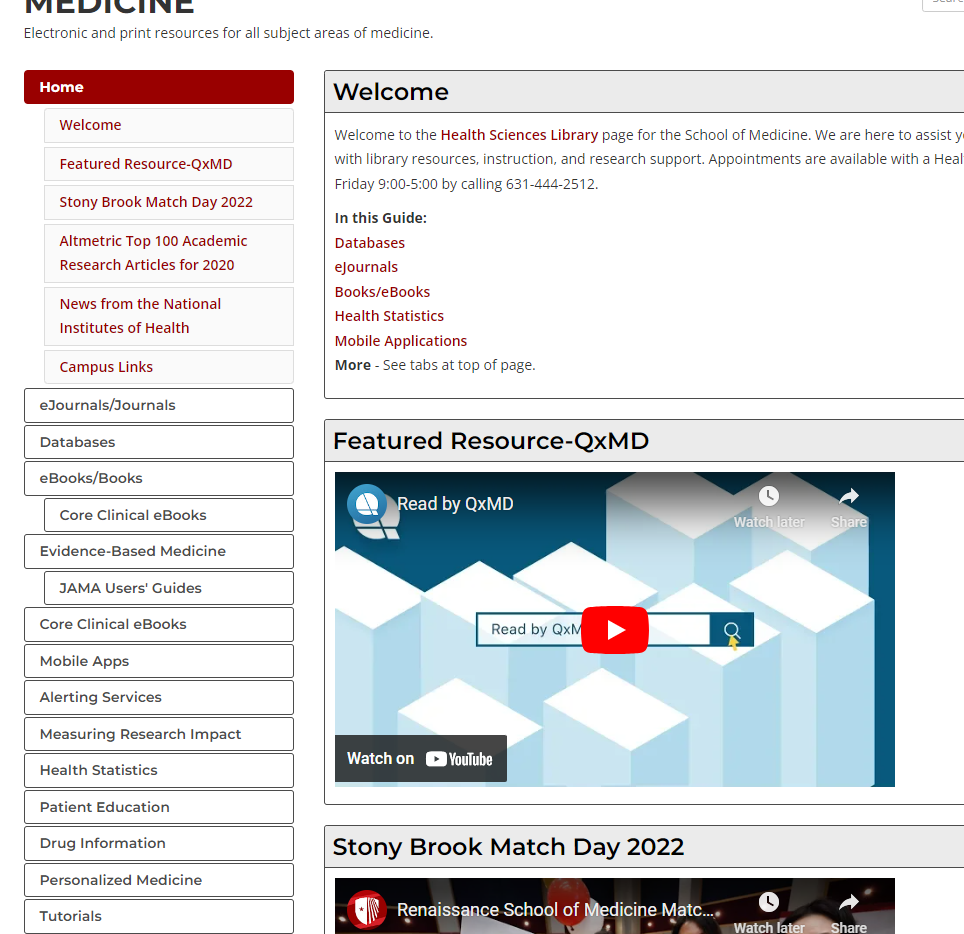 MEDICINE
Electronic and print resources for all subject areas of medicine.
Home
Welcome
Featured Resource-QxMD
Stony Brook Match Day 2022
Altmetric Top 100 Academic
Research Articles for 2020
News from the National
Institutes of Health
Campus Links
eJournals/Journals
Databases
eBooks/Books
Core Clinical eBooks
Evidence-Based Medicine
JAMA Users' Guides
Core Clinical eBooks
Mobile Apps
Alerting Services
Measuring Research Impact
Health Statistics
Patient Education
Drug Information
Personalized Medicine
Tutorials
Welcome
Welcome to the Health Sciences Library page for the School of Medicine. We are here to assist
with library resources, instruction, and research support. Appointments are available with a
Friday 9:00-5:00 by calling 631-444-2512.
In this Guide:
Databases
eJournals
Books/eBooks
Health Statistics
Mobile Applications
More - See tabs at top of page.
Featured Resource-QxMD
Read by QxMD
Watch later
Share
Read by
Watch on YouTube
Stony Brook Match Day 2022
Renaissance School of Medicine Matc...
Watch later
Share